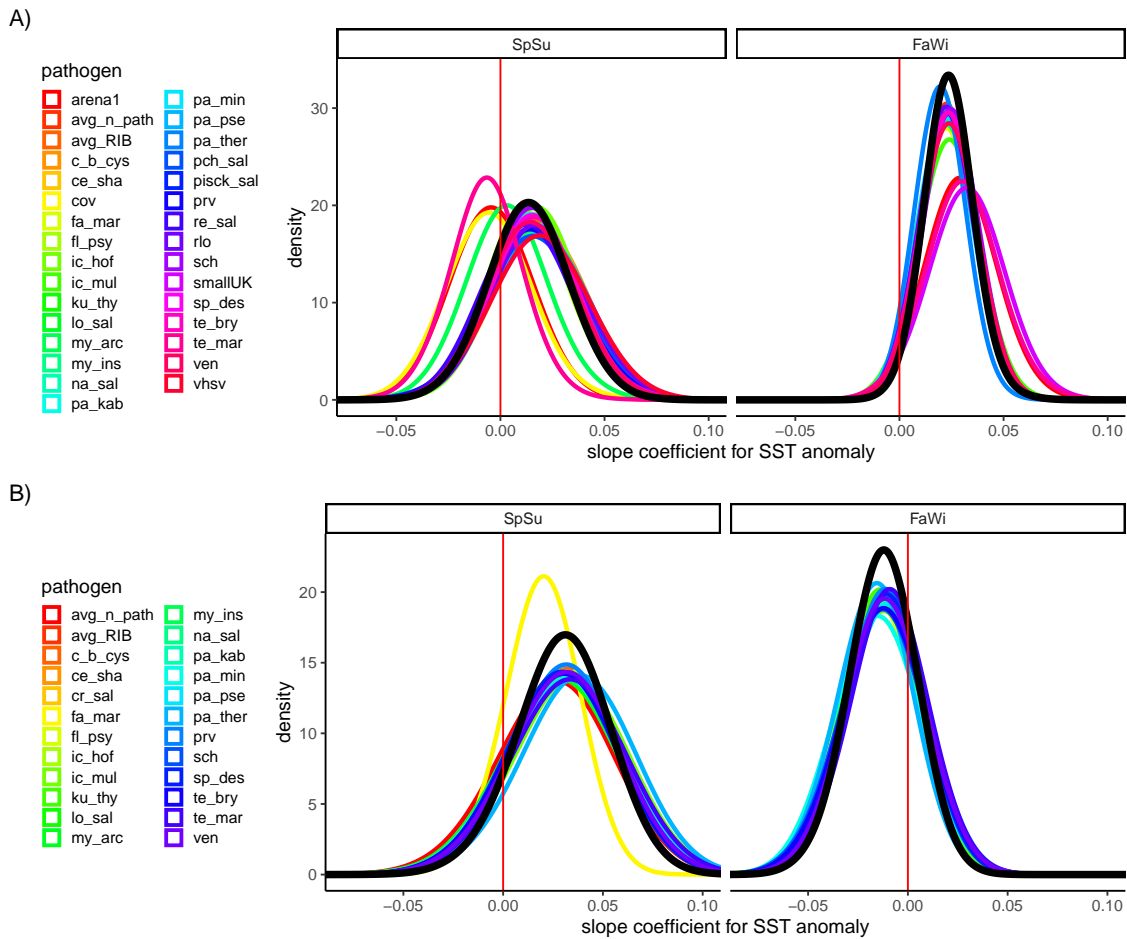 A)
SpSu FaWi
pathogen
arena1 pa_min
avg_n_path pa_pse
avg_RIB pa_ther
c_b_cys pch_sal
ce_sha pisck_sal
cov prv
fa_mar re_sal
fl_psy rlo
ic_hof sch
ic_mul smallUK
ku_thy sp_des
lo_sal te_bry
my_arc te_mar
my_ins ven
na_sal vhsv
pa_kab
density
30
20
10
0
−0.05 0.00 0.05 0.10 −0.05 0.00 0.05 0.10
slope coefficient for SST anomaly
B)
SpSu FaWi
pathogen
avg_n_path my_ins
avg_RIB na_sal
c_b_cys pa_kab
ce_sha pa_min
cr_sal pa_pse
fa_mar pa_ther
fl_psy prv
ic_hof sch
ic_mul sp_des
ku_thy te_bry
lo_sal te_mar
my_arc ven
density
20
15
10
5
0
−0.05 0.00 0.05 0.10 −0.05 0.00 0.05 0.10
slope coefficient for SST anomaly